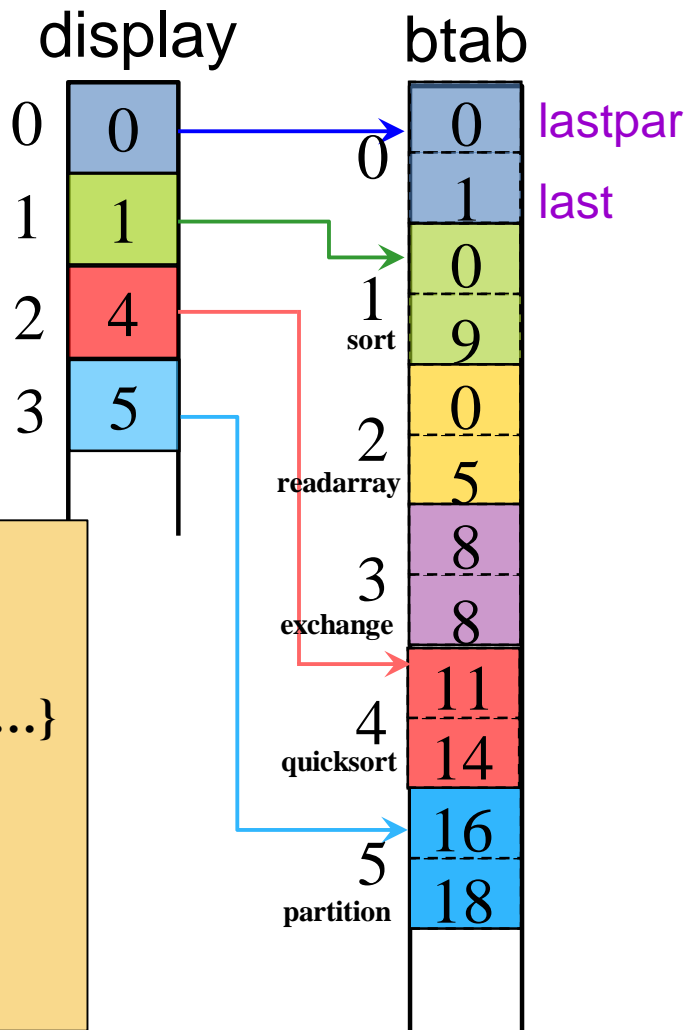 display btab
0 0 0 lastpar
0
1 last
1 1 0
1
sort 9
2 4 0
2
readarray 5
3 5 8
3
exchange 8
11
...}
4
quicksort 14
16
5
partition 18